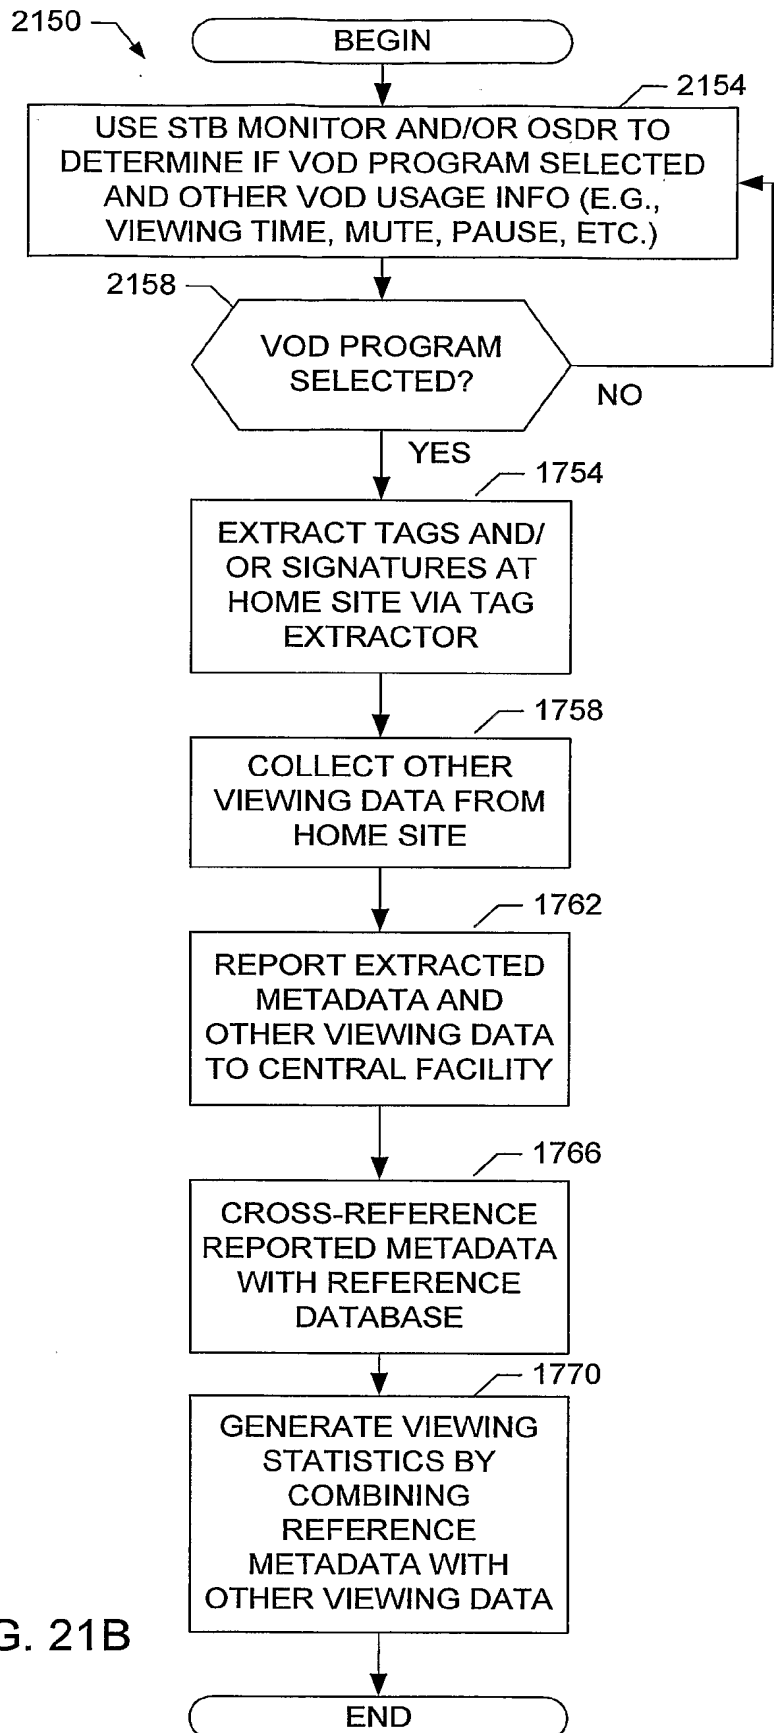 2150
BEGIN
2154
USE STB MONITOR AND/OR OSDR TO
DETERMINE IF VOD PROGRAM SELECTED
AND OTHER VOD USAGE INFO (E.G.,
VIEWING TIME, MUTE, PAUSE, ETC.)
2158
VOD PROGRAM
SELECTED?
NO
YES
1754
EXTRACT TAGS AND/
OR SIGNATURES AT
HOME SITE VIA TAG
EXTRACTOR
1758
COLLECT OTHER
VIEWING DATA FROM
HOME SITE
1762
REPORT EXTRACTED
METADATA AND
OTHER VIEWING DATA
TO CENTRAL FACILITY
1766
CROSS-REFERENCE
REPORTED METADATA
WITH REFERENCE
DATABASE
1770
GENERATE VIEWING
STATISTICS BY
COMBINING
REFERENCE
METADATA WITH
OTHER VIEWING DATA
G. 21B
END